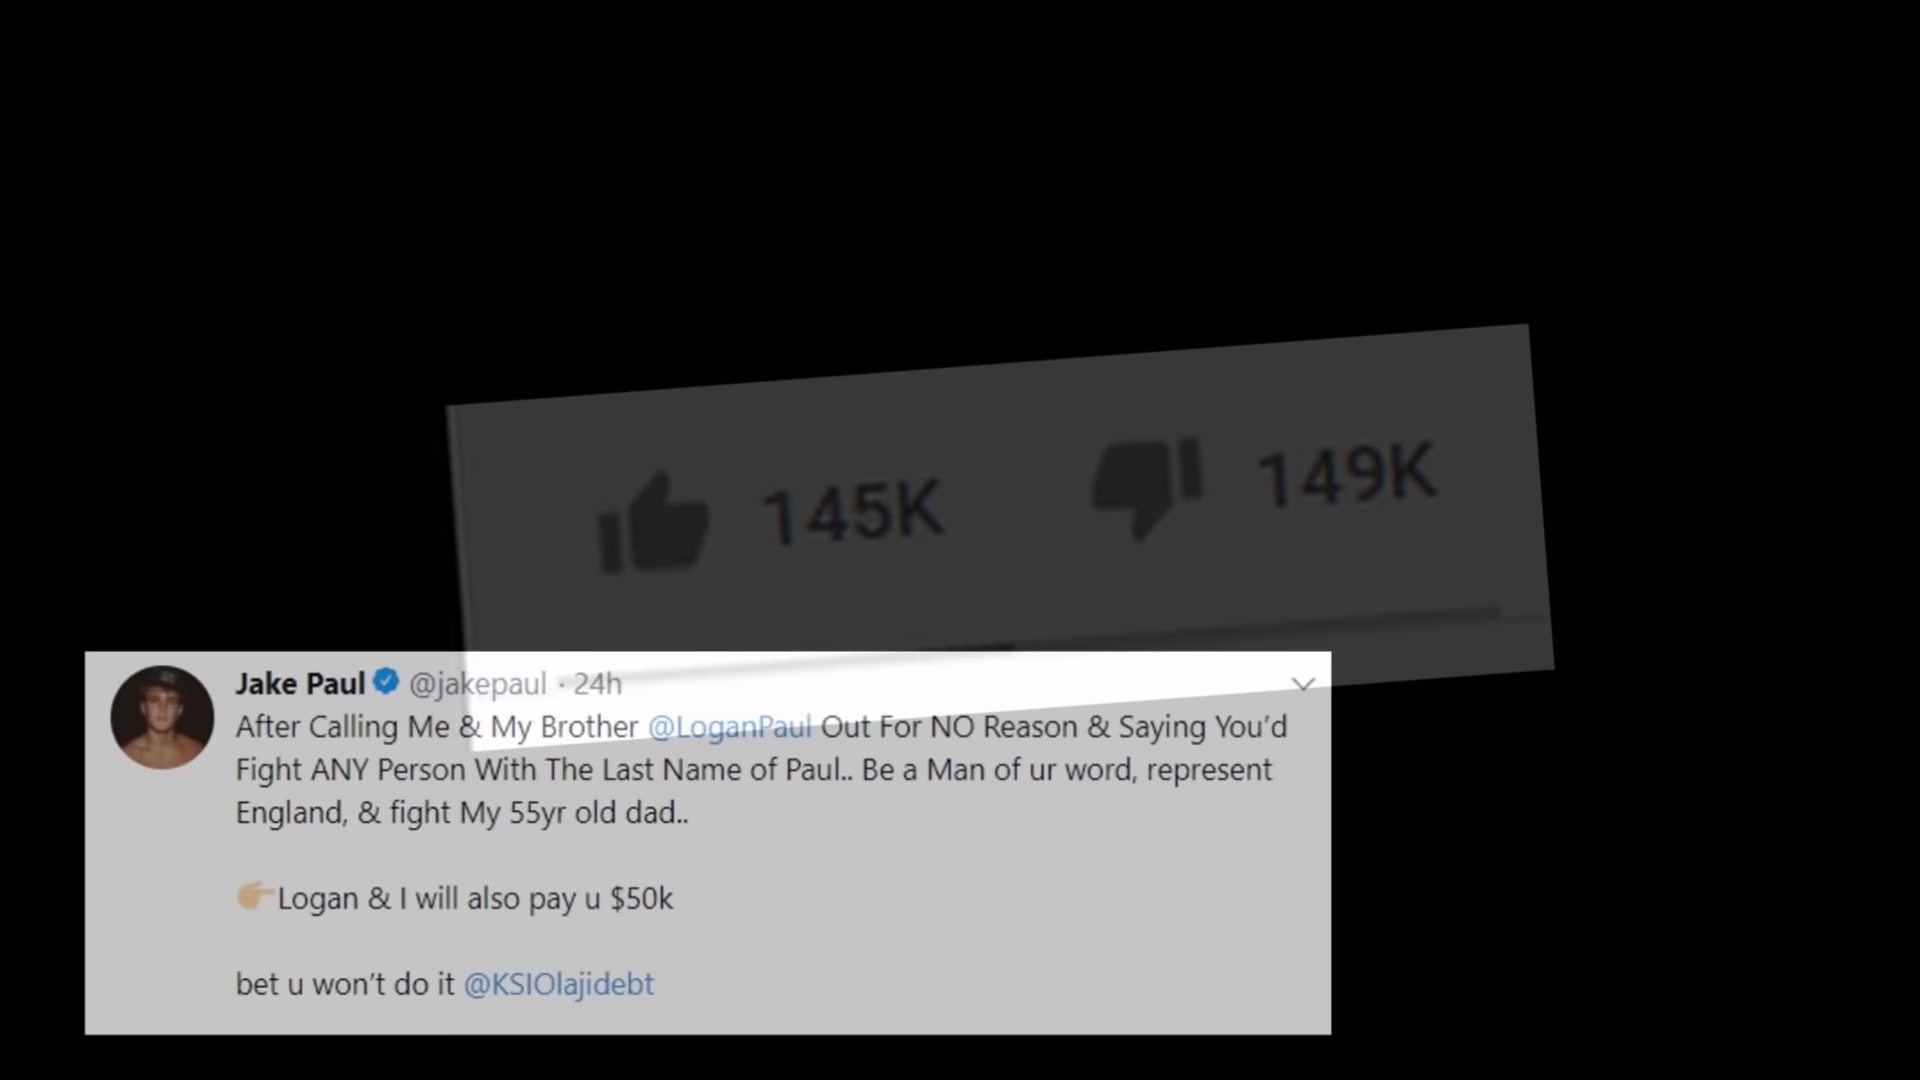 145K 149K
Jake Paul @jakepaul · 24h
After Calling Me & My Brother @LoganPaul Out For NO Reason & Saying You’d
Fight ANY Person With The Last Name of Paul.. Be a Man of ur word, represent
England, & fight My 55yr old dad..
👉🏼Logan & I will also pay u $50k
bet u won’t do it @KSIOlajidebt